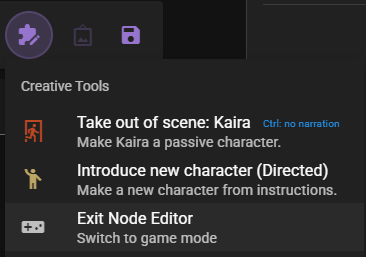 Creative Tools
Take out of scene: Kaira Ctrl: no narration
Make Kaira a passive character.
Introduce new character (Directed)
Make a new character from instructions.
Exit Node Editor
Switch to game mode